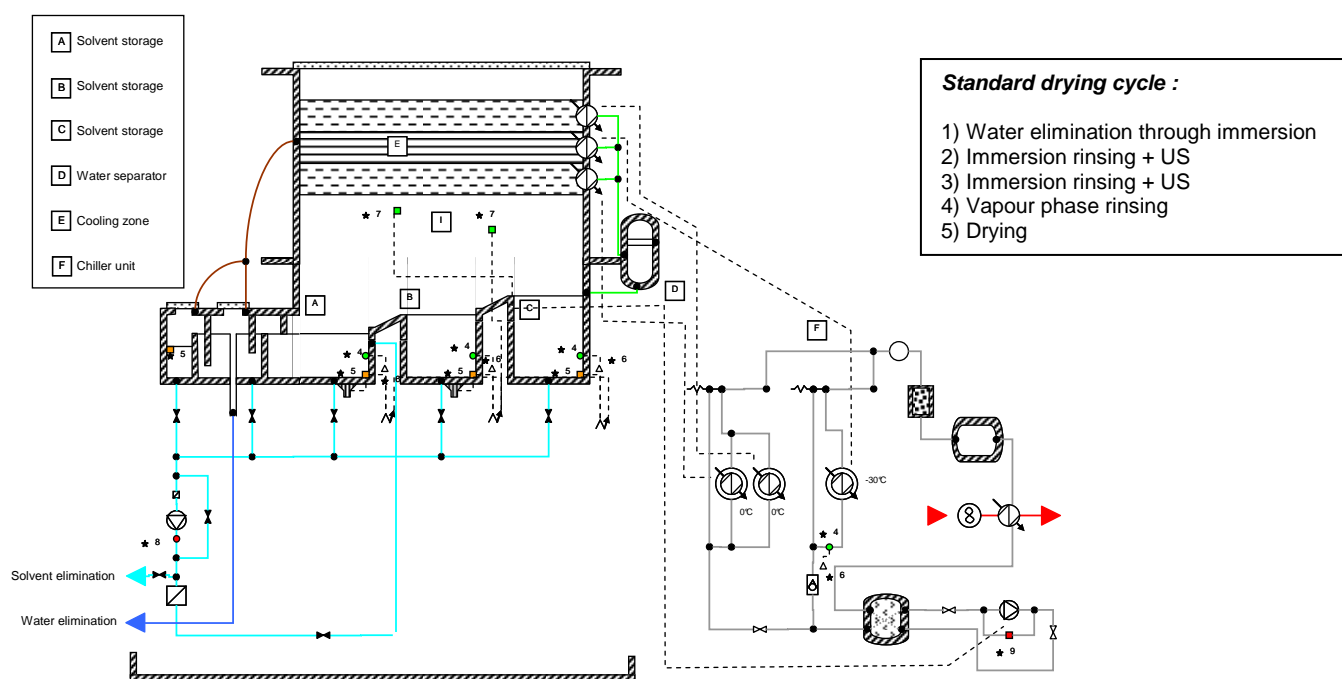 A Solvent storage
B Solvent storage
C Solvent storage
D Water separator
E Cooling zone
F Chiller unit
Standard drying cycle :
1) Water elimination through immersion
2) Immersion rinsing + US
3) Immersion rinsing + US
4) Vapour phase rinsing
5) Drying
E
7
I
7
A
B
C
D
F
5
4
5
6
4
5
6
4
5
6
-30°C
0°C
0°C
4
6
8
9
Solvent elimination
Water elimination